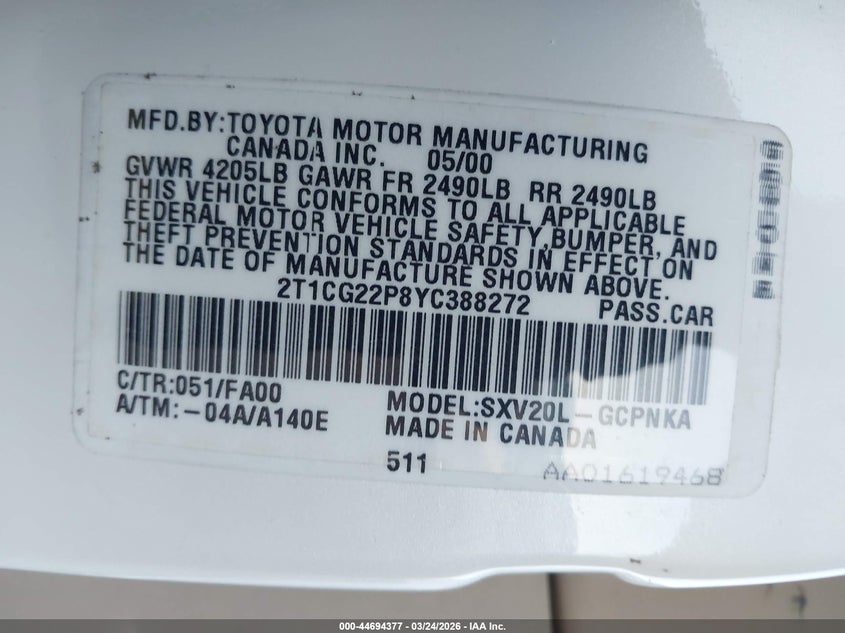 MFD.BY:TOYOTA MOTOR MANUFACTURING
CANADA INC. 05/00
GVWR 4205LB GAWR FR 2490LB RR 2490LB
THIS VEHICLE CONFORMS TO ALL APPLICABLE
FEDERAL MOTOR VEHICLE SAFETY,BUMPER, AND
THEFT PREVENTION STANDARDS IN EFFECT ON
THE DATE OF MANUFACTURE SHOWN ABOVE.
2T1CG22P8YC388272 PASS.CAR
C/TR:051/FA00
A/TM:-04A/A140E
MODEL:SXV20L-GCPNKA
MADE IN CANADA
511
AA01619468
000-44694377 - 03/24/2026 - IAA Inc.